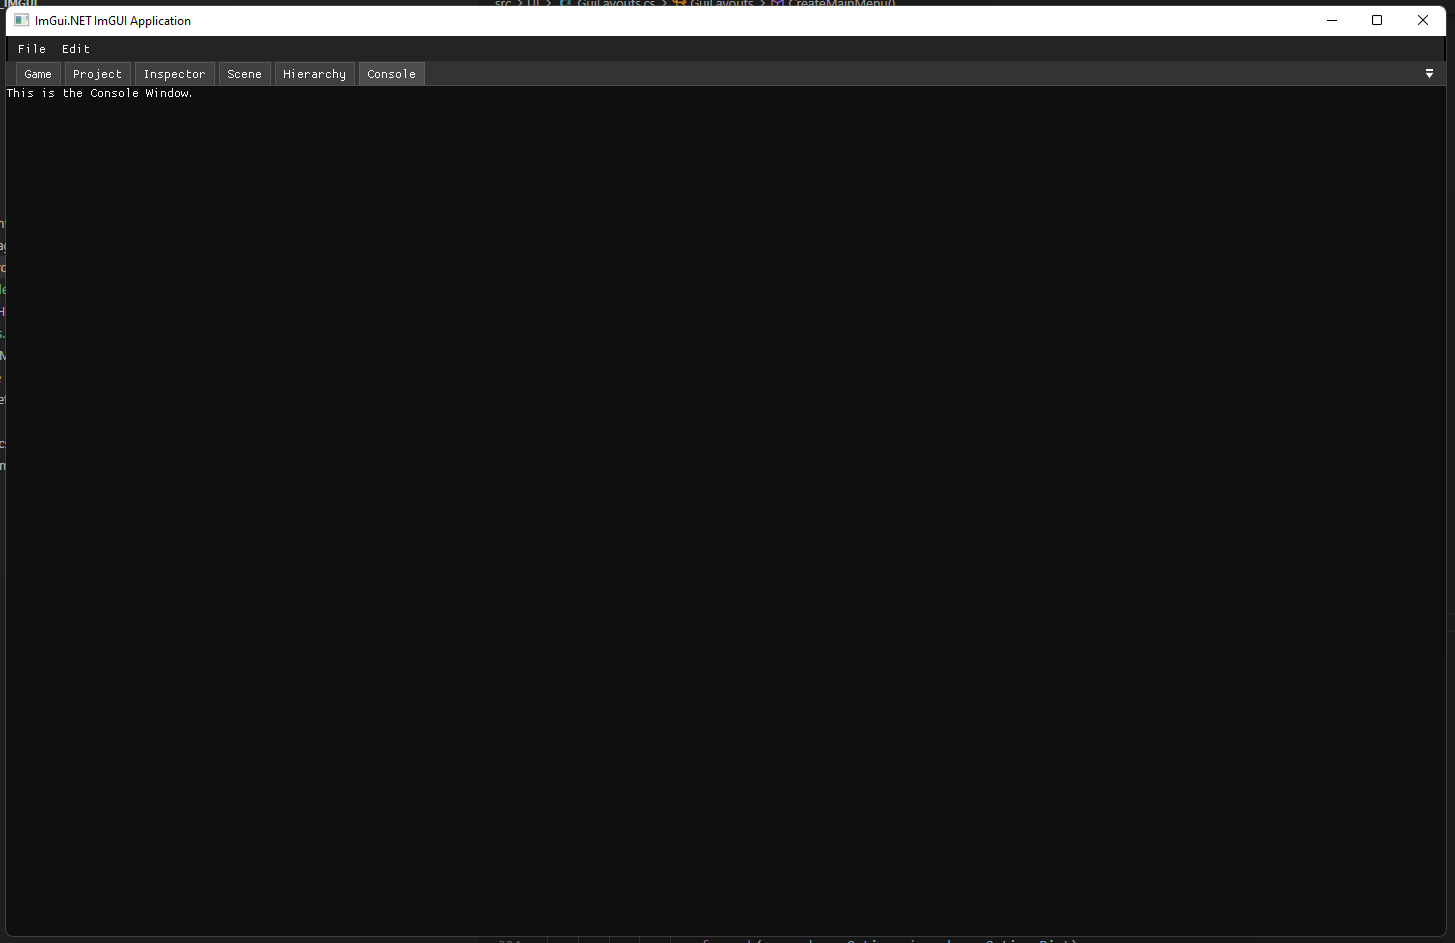 ImGui.NET ImGUI Application
File Edit
Game Project Inspector Scene Hierarchy Console
This is the Console Window.